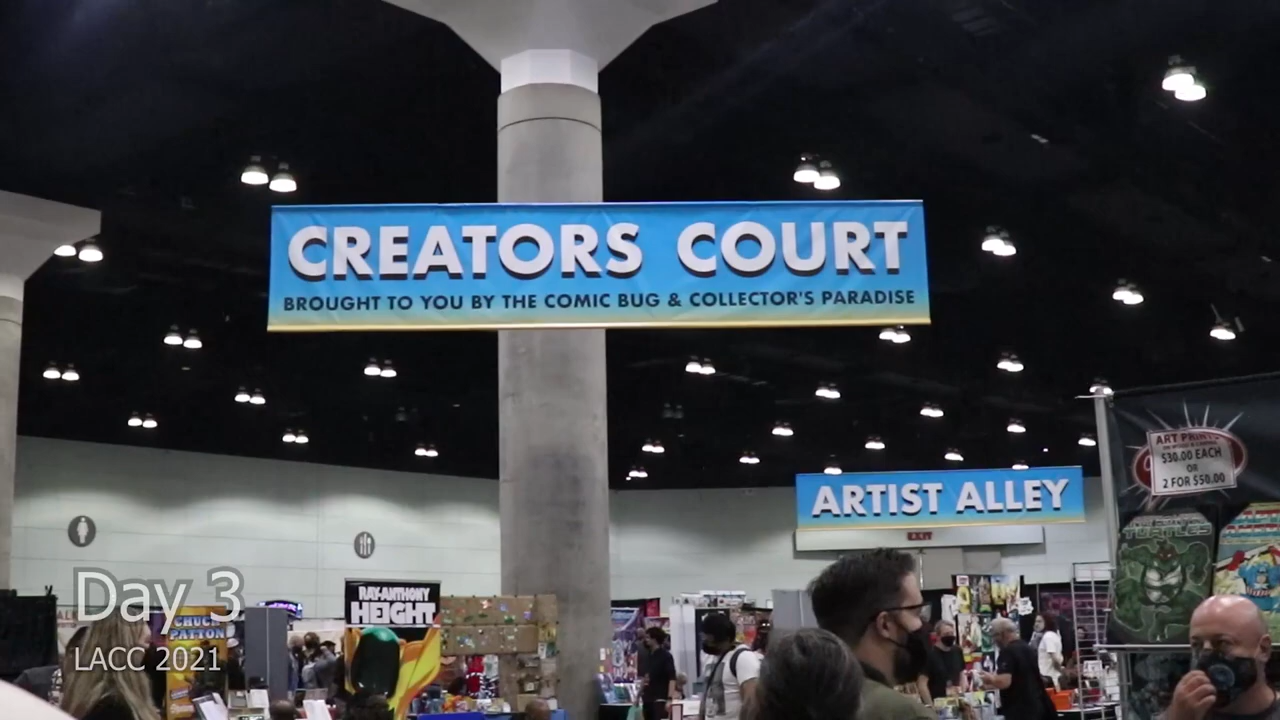 CREATORS COURT
BROUGHT TO YOU BY THE COMIC BUG & COLLECTOR'S PARADISE
ARTIST ALLEY
EXIT
ART PRINTS
$30.00 EACH
OR
2 FOR $50.00
TURTLES
Day 3
LACC 2021
CHUCK
PATTON
RAY-ANTHONY
HEIGHT